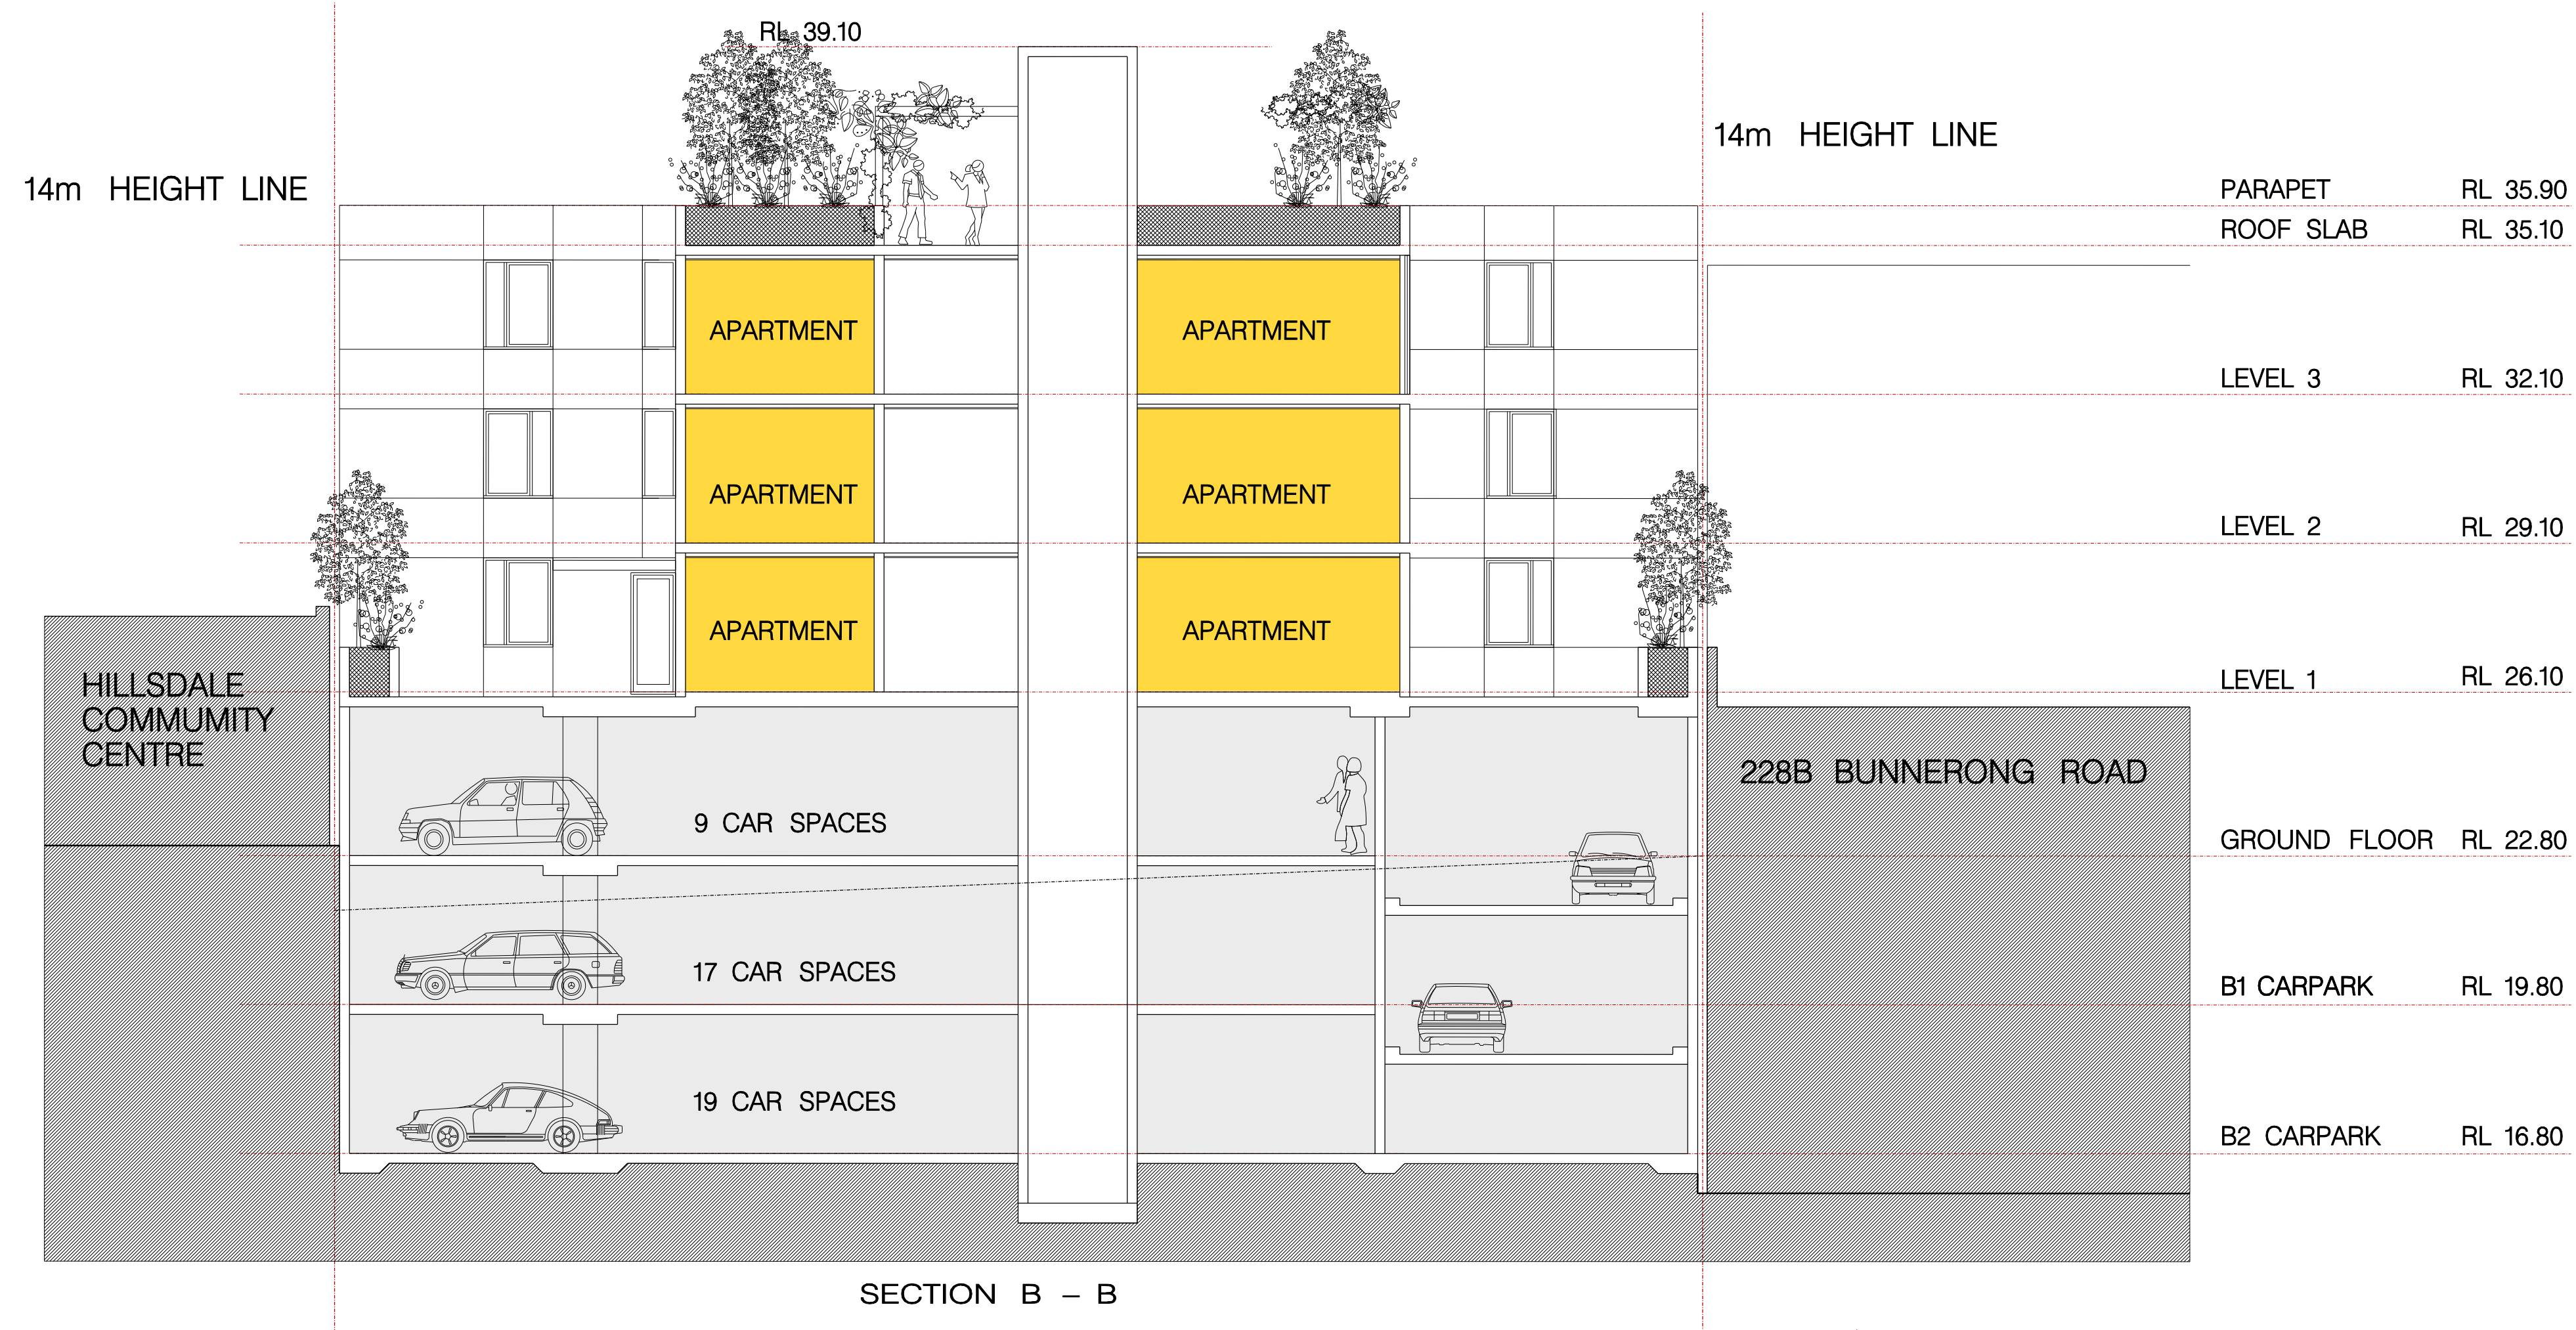 RL 39.10
14m HEIGHT LINE
14m HEIGHT LINE
PARAPET RL 35.90
ROOF SLAB RL 35.10
APARTMENT APARTMENT
LEVEL 3 RL 32.10
APARTMENT APARTMENT
LEVEL 2 RL 29.10
APARTMENT APARTMENT
LEVEL 1 RL 26.10
HILLSDALE
COMMUMITY
CENTRE
228B BUNNERONG ROAD
9 CAR SPACES
GROUND FLOOR RL 22.80
17 CAR SPACES
B1 CARPARK RL 19.80
19 CAR SPACES
B2 CARPARK RL 16.80
SECTION B - B